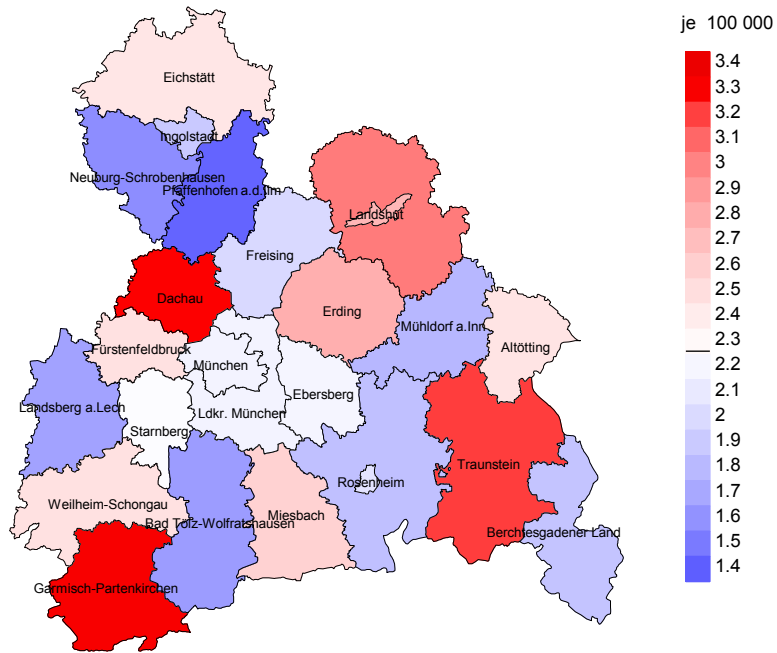 je 100 000
Eichstätt
Ingolstadt
Neuburg-Schrobenhausen
Pfaffenhofen a.d.Ilm
Landshut
Freising
Dachau
Erding
Mühldorf a.Inn
Altötting
Fürstenfeldbruck
München
Ebersberg
Landsberg a.Lech
Ldkr. München
Starnberg
Traunstein
Rosenheim
Weilheim-Schongau
Miesbach
Bad Tölz-Wolfratshausen
Berchtesgadener Land
Garmisch-Partenkirchen
3.4
3.3
3.2
3.1
3
2.9
2.8
2.7
2.6
2.5
2.4
2.3
2.2
2.1
2
1.9
1.8
1.7
1.6
1.5
1.4